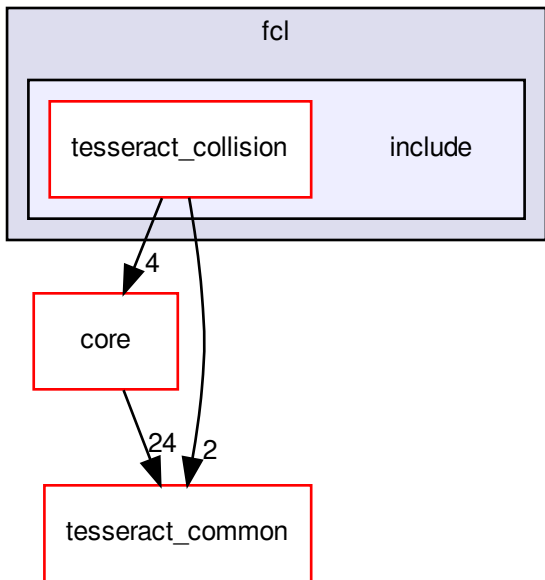 fcl
tesseract_collision
include
4
core
24
2
tesseract_common